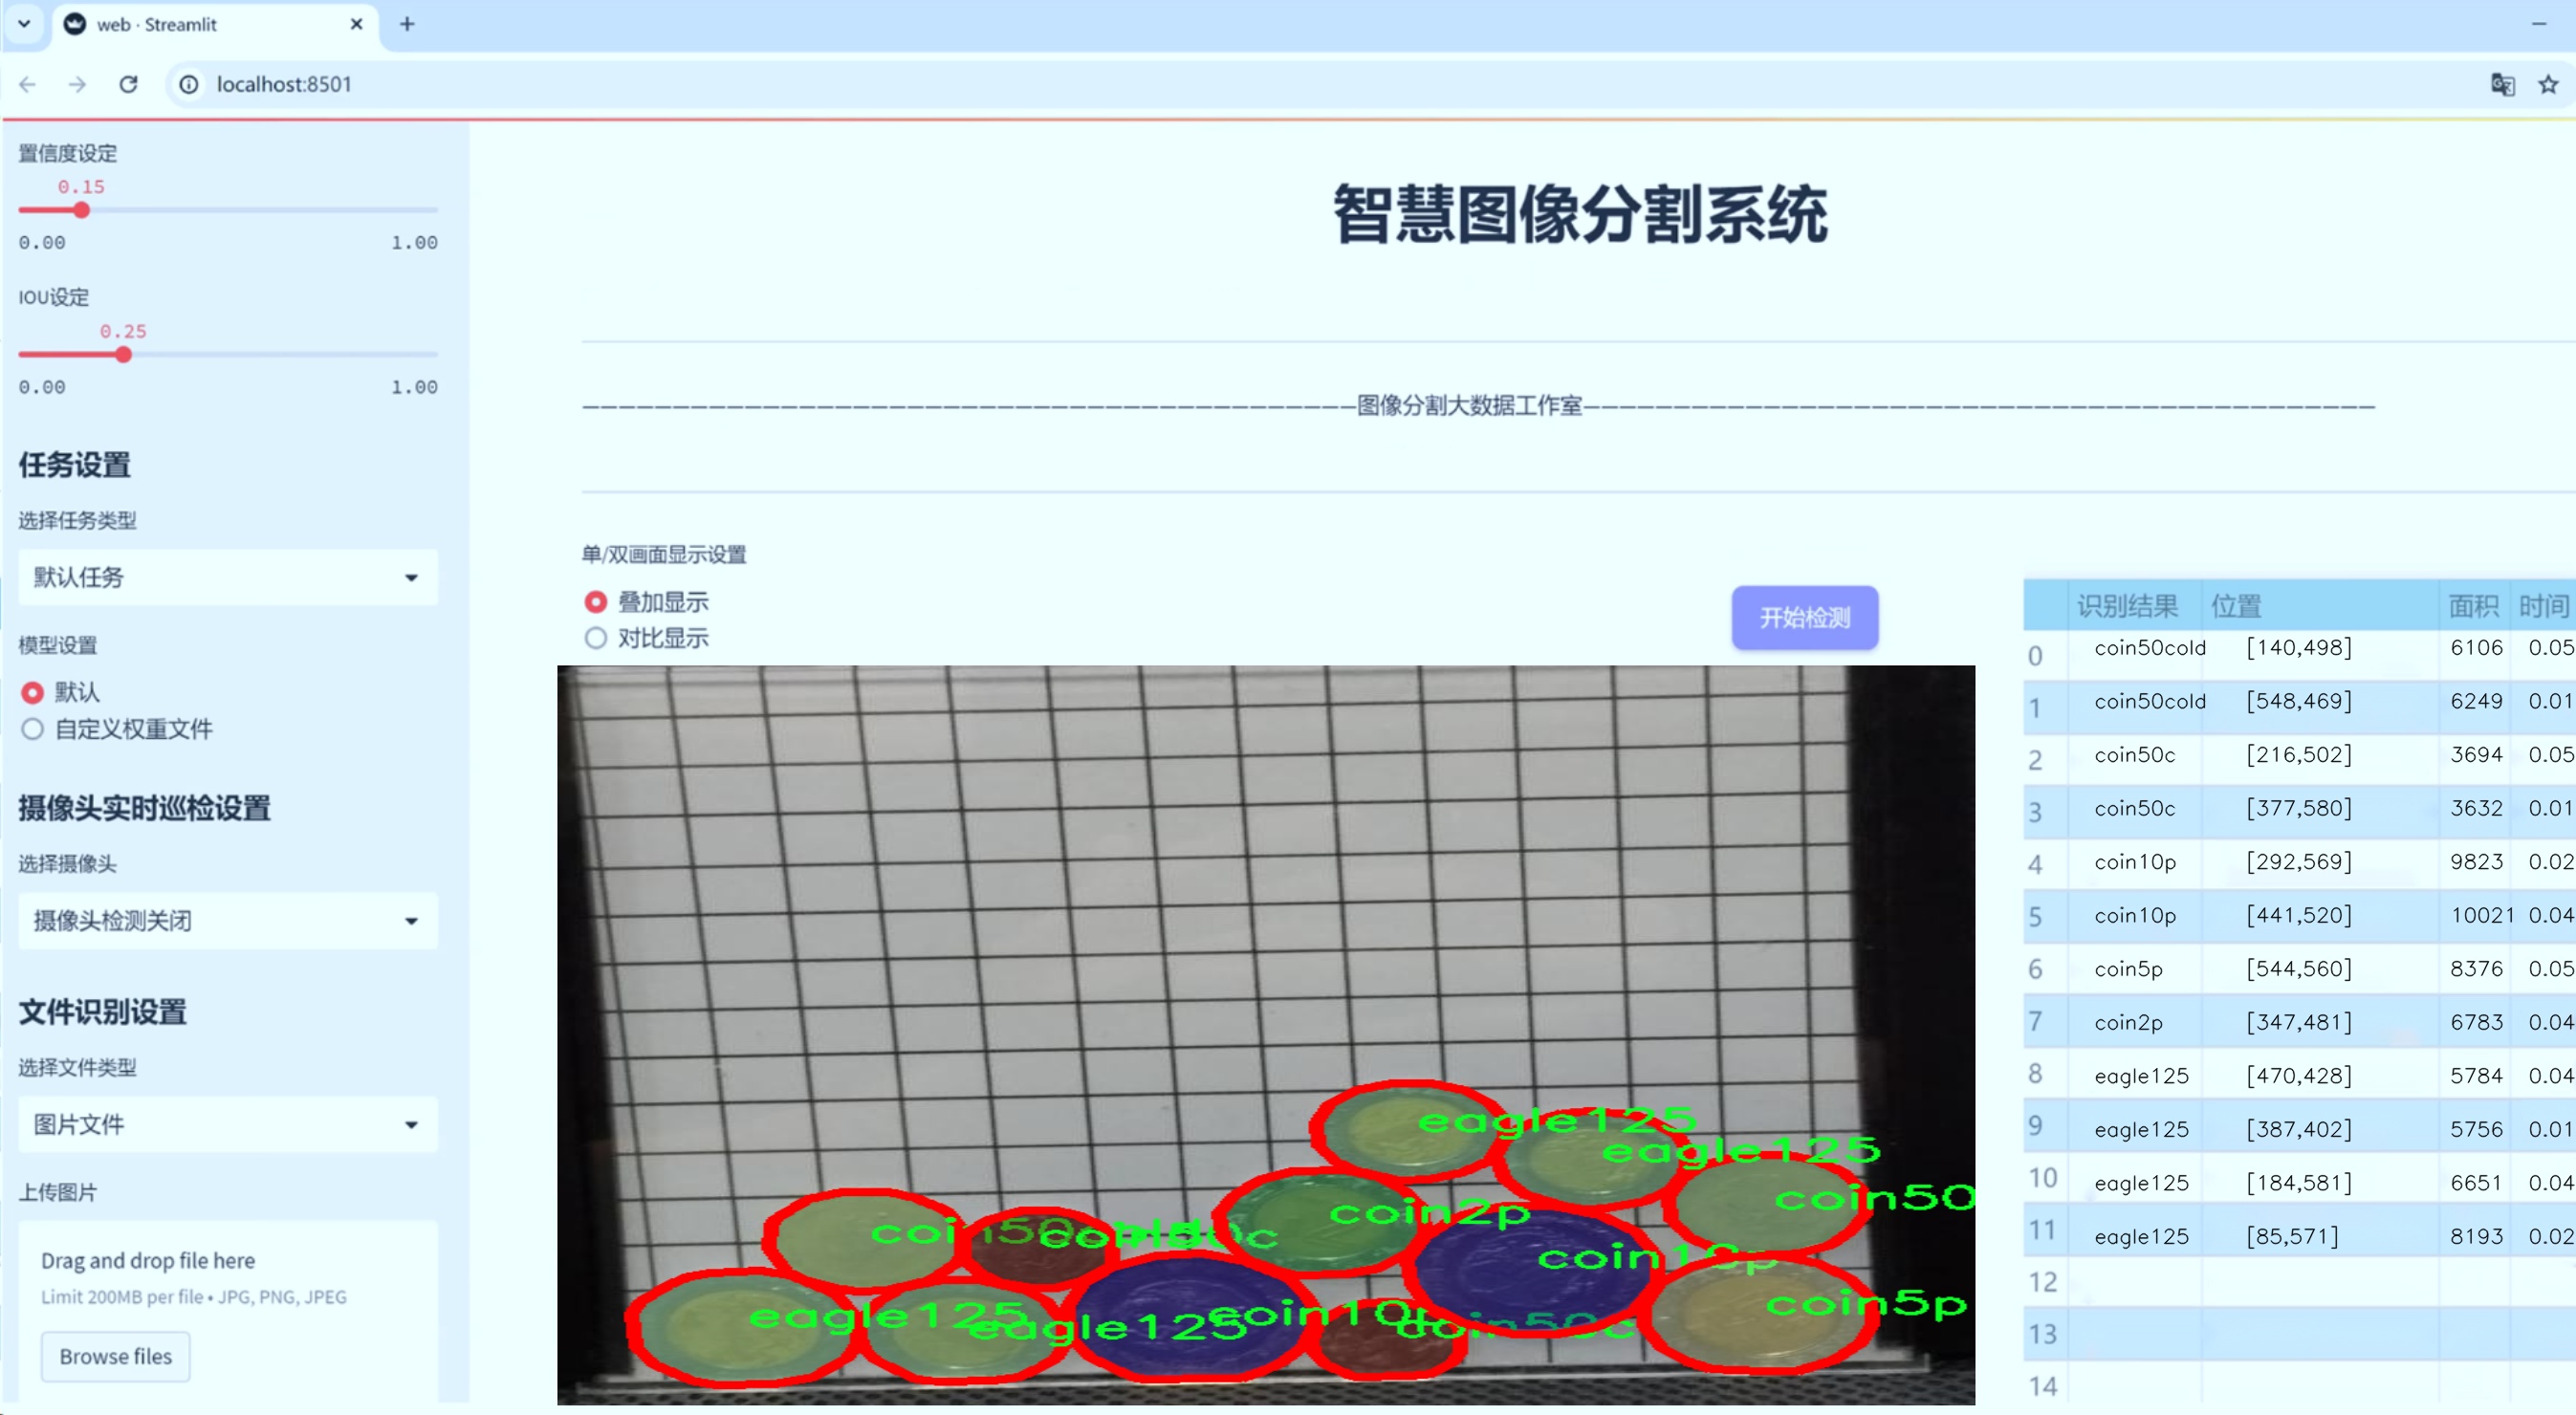 web · Streamlit
localhost:8501
置信度设定
0.15
0.00 1.00
IOU设定
0.25
0.00 1.00
任务设置
选择任务类型
默认任务
模型设置
默认
自定义权重文件
摄像头实时巡检设置
选择摄像头
摄像头检测关闭
文件识别设置
选择文件类型
图片文件
上传图片
Drag and drop file here
Limit 200MB per file • JPG, PNG, JPEG
Browse files
智慧图像分割系统
图像分割大数据工作室
单/双画面显示设置
叠加显示
对比显示
开始检测
eagle125
eagle125
coin50
coin2p
coin50c
coin10p
coin5p
eagle125
eagle125
coin10p
coin50c
识别结果 位置 面积 时间
0 coin50cold [140,498] 6106 0.05
1 coin50cold [548,469] 6249 0.01
2 coin50c [216,502] 3694 0.05
3 coin50c [377,580] 3632 0.01
4 coin10p [292,569] 9823 0.02
5 coin10p [441,520] 10021 0.04
6 coin5p [544,560] 8376 0.05
7 coin2p [347,481] 6783 0.04
8 eagle125 [470,428] 5784 0.04
9 eagle125 [387,402] 5756 0.01
10 eagle125 [184,581] 6651 0.04
11 eagle125 [85,571] 8193 0.02
12
13
14